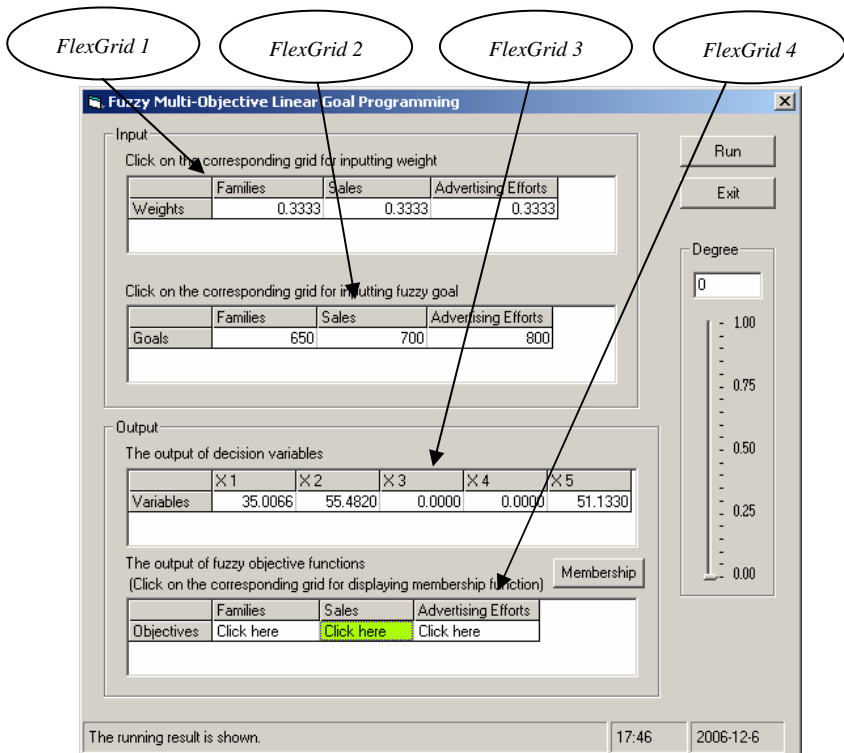 FlexGrid 1 FlexGrid 2 FlexGrid 3 FlexGrid 4
Fuzzy Multi-Objective Linear Goal Programming
Input
Click on the corresponding grid for inputting weight
Families Sales Advertising Efforts
Weights 0.3333 0.3333 0.3333
Click on the corresponding grid for inputting fuzzy goal
Families Sales Advertising Efforts
Goals 650 700 800
Run
Exit
Degree
0
1.00
0.75
0.50
0.25
0.00
Output
The output of decision variables
X 1 X 2 X 3 X 4 X 5
Variables 35.0066 55.4820 0.0000 0.0000 51.1330
The output of fuzzy objective functions
(Click on the corresponding grid for displaying membership function)
Membership
Families Sales Advertising Efforts
Objectives Click here Click here Click here
The running result is shown. 17:46 2006-12-6